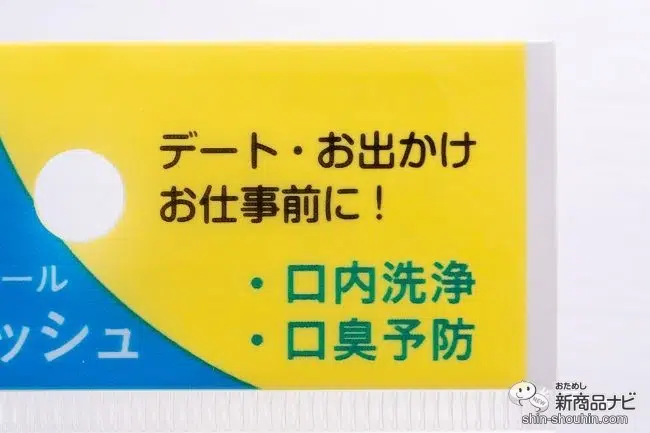 デート・お出かけ
お仕事前に！
・口内洗浄
・口臭予防
ール
ッシュ
おためし
新商品ナビ
shin-shouhin.com